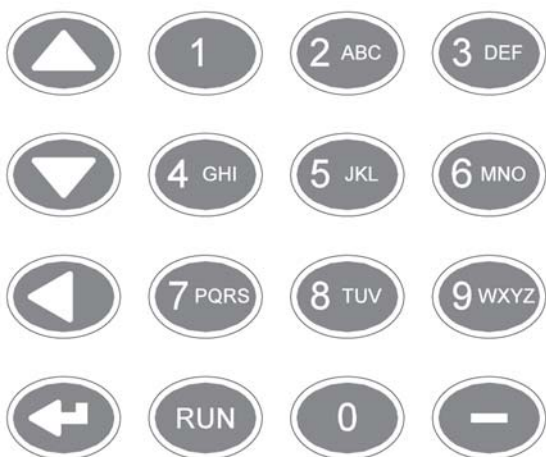 1 2 ABC 3 DEF
4 GHI 5 JKL 6 MNO
7 PQRS 8 TUV 9 WXYZ
RUN 0 −